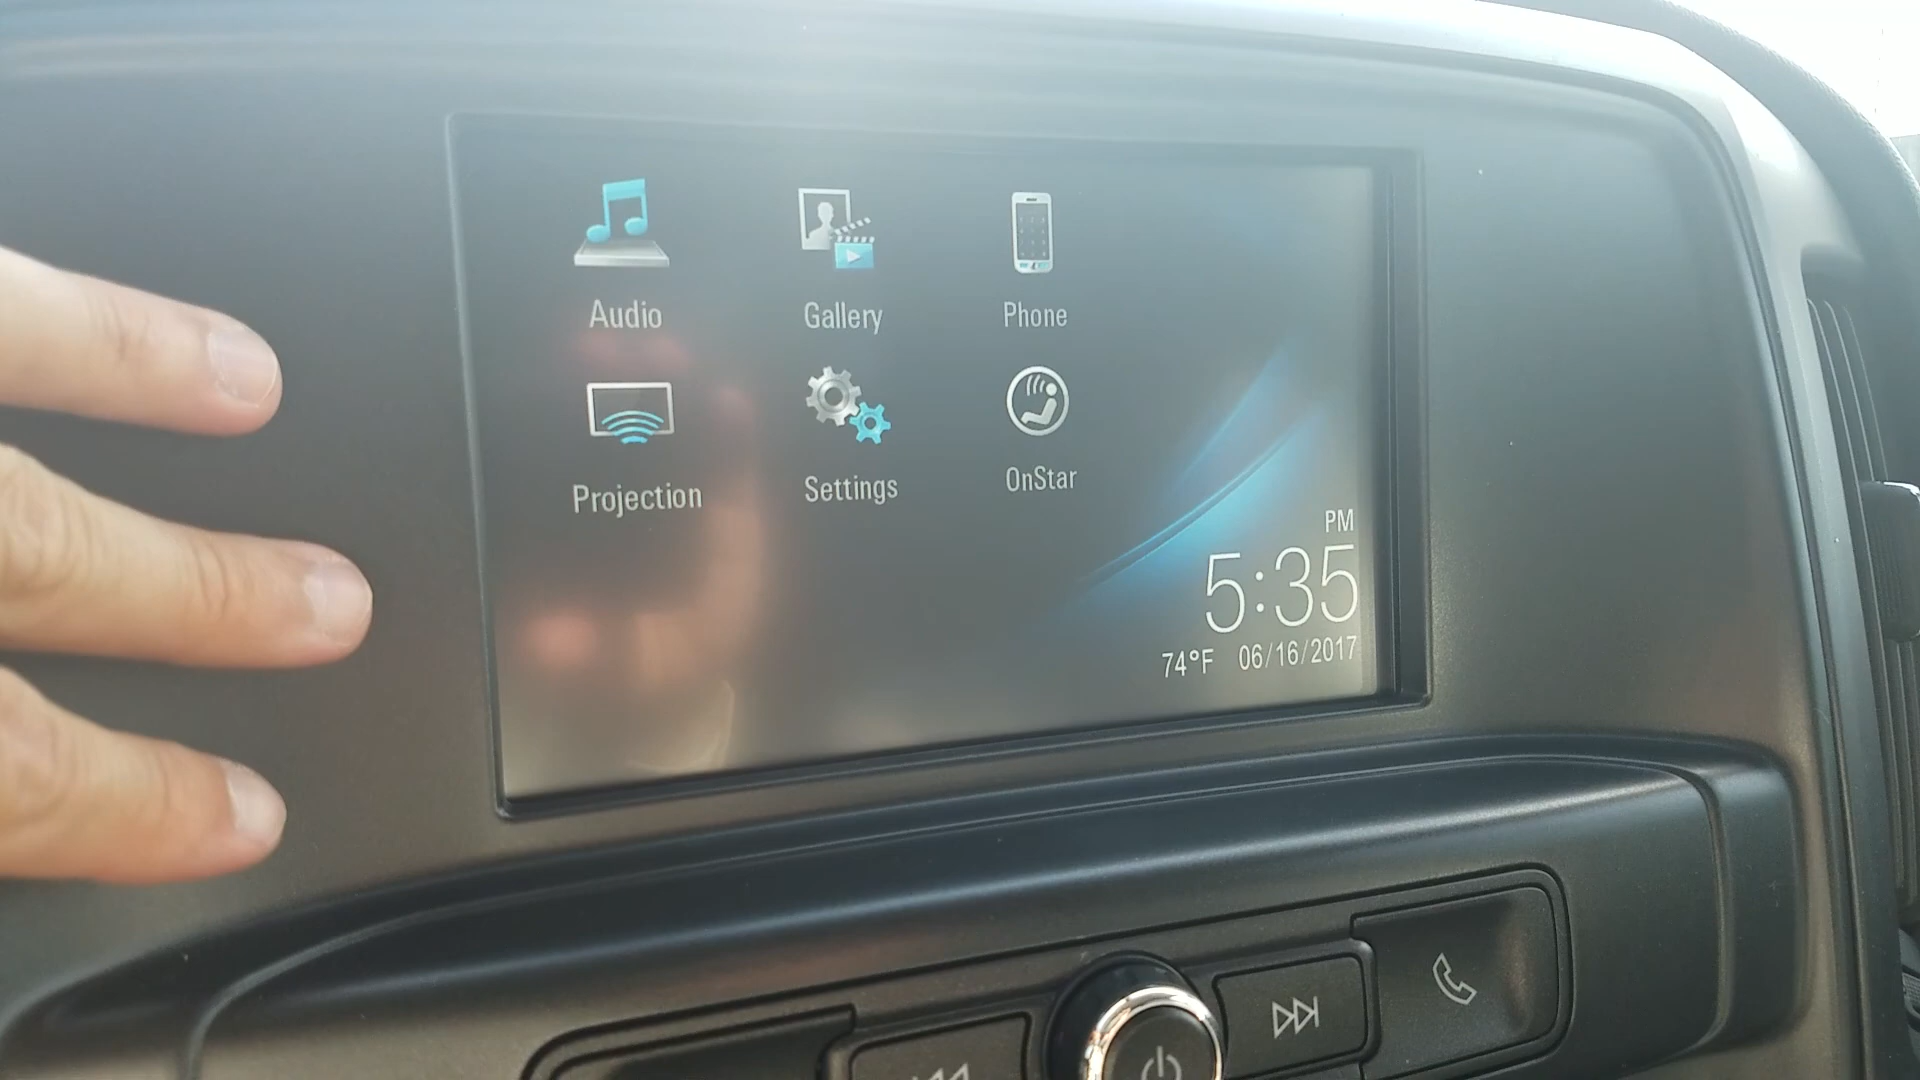 Audio Gallery Phone
Projection Settings OnStar
PM
5:35
74°F 06/16/2017